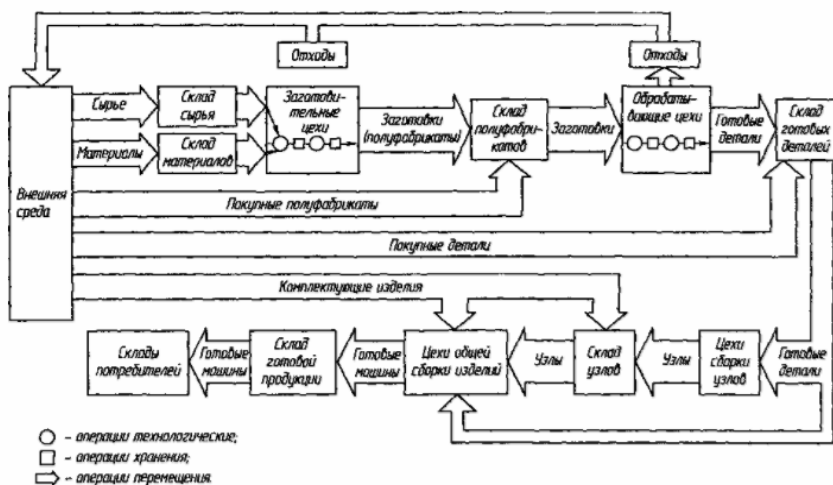 Отходы
Отходы
Сырье
Склад
сырья
Заготови-
тельные
цехи
Заготовки
(полуфабрикаты)
Склад
полуфабри-
катов
Заготовки
Обрабаты-
вающие цехи
Готовые
детали
Склад
готовых
деталей
Материалы
Склад
материалов
Внешняя
среда
Покупные полуфабрикаты
Покупные детали
Комплектующие изделия
Склады
потребителей
Готовые
машины
Склад
готовой
продукции
Готовые
машины
Цехи общей
сборки изделий
Узлы
Склад
узлов
Узлы
Цехи
сборки
узлов
Готовые
детали
- операции технологические;
- операции хранения;
- операции перемещения.